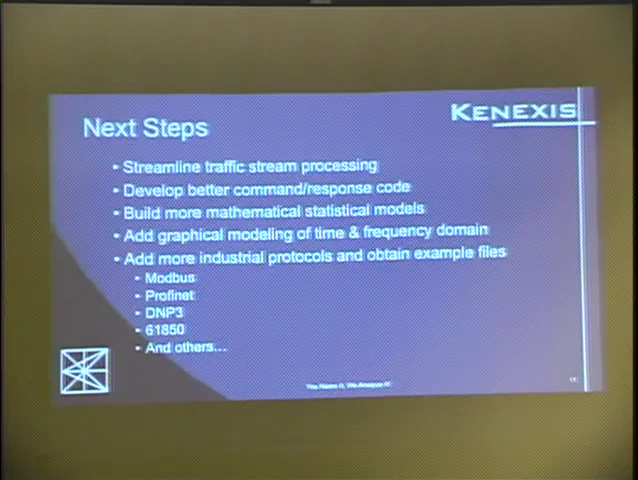 KENEXIS
Next Steps
• Streamline traffic stream processing
• Develop better command/response code
• Build more mathematical statistical models
• Add graphical modeling of time & frequency domain
• Add more industrial protocols and obtain example files
• Modbus
• Profinet
• DNP3
• 61850
• And others...